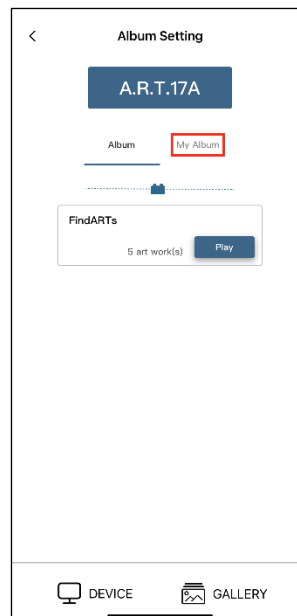 Album Setting
A.R.T.17A
Album My Album
FindARTs
5 art work(s) Play
DEVICE GALLERY